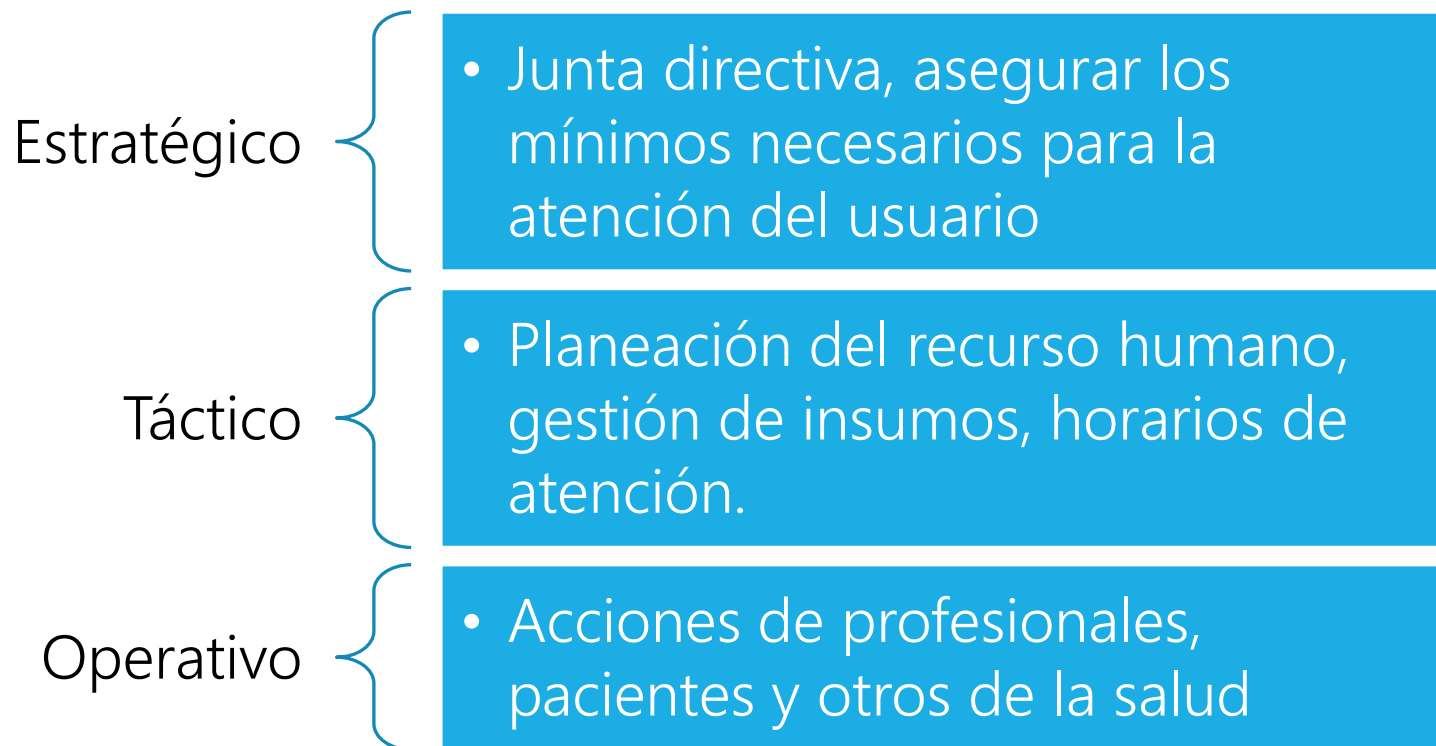 Estratégico
• Junta directiva, asegurar los
mínimos necesarios para la
atención del usuario
Táctico
• Planeación del recurso humano,
gestión de insumos, horarios de
atención.
Operativo
• Acciones de profesionales,
pacientes y otros de la salud